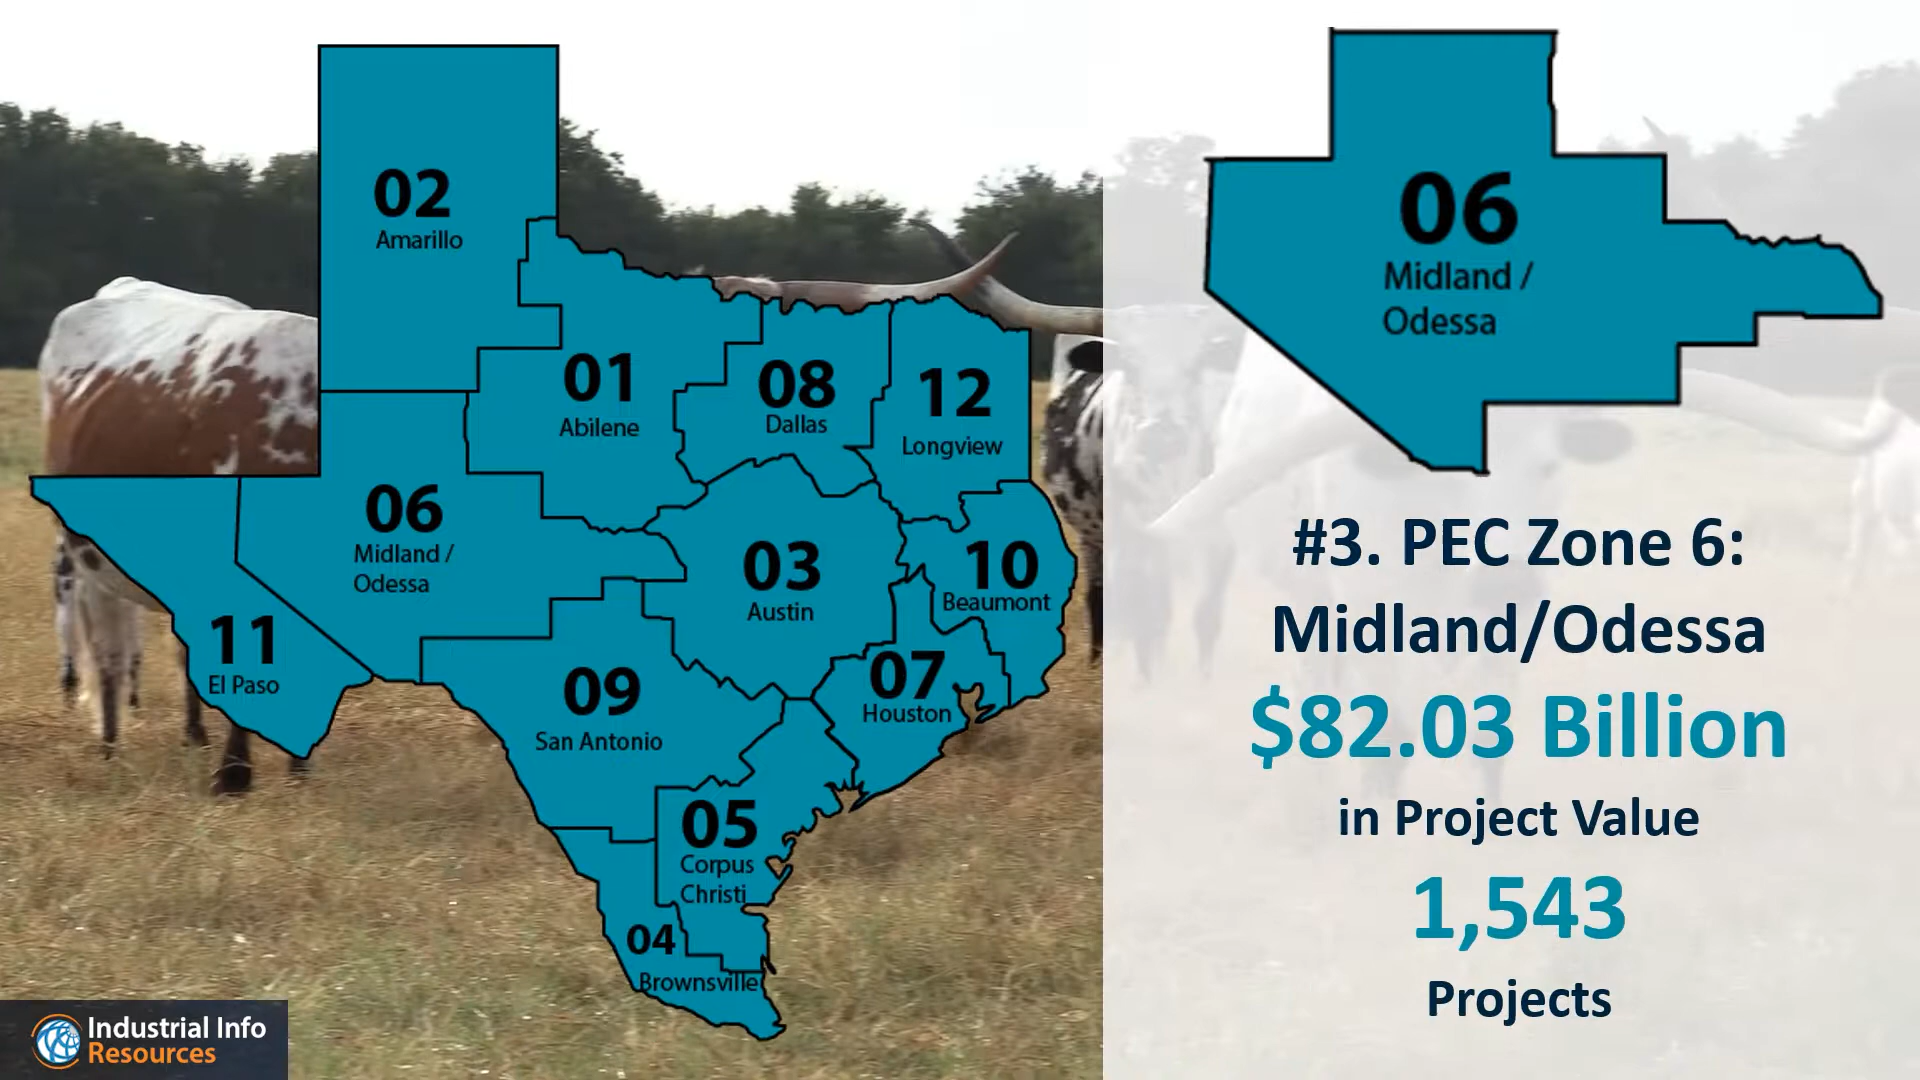 02
Amarillo
01
Abilene
08
Dallas
12
Longview
06
Midland /
Odessa
03
Austin
10
Beaumont
11
El Paso
09
San Antonio
07
Houston
05
Corpus
Christi
04
Brownsville
Industrial Info
Resources
06
Midland /
Odessa
#3. PEC Zone 6:
Midland/Odessa
$82.03 Billion
in Project Value
1,543
Projects